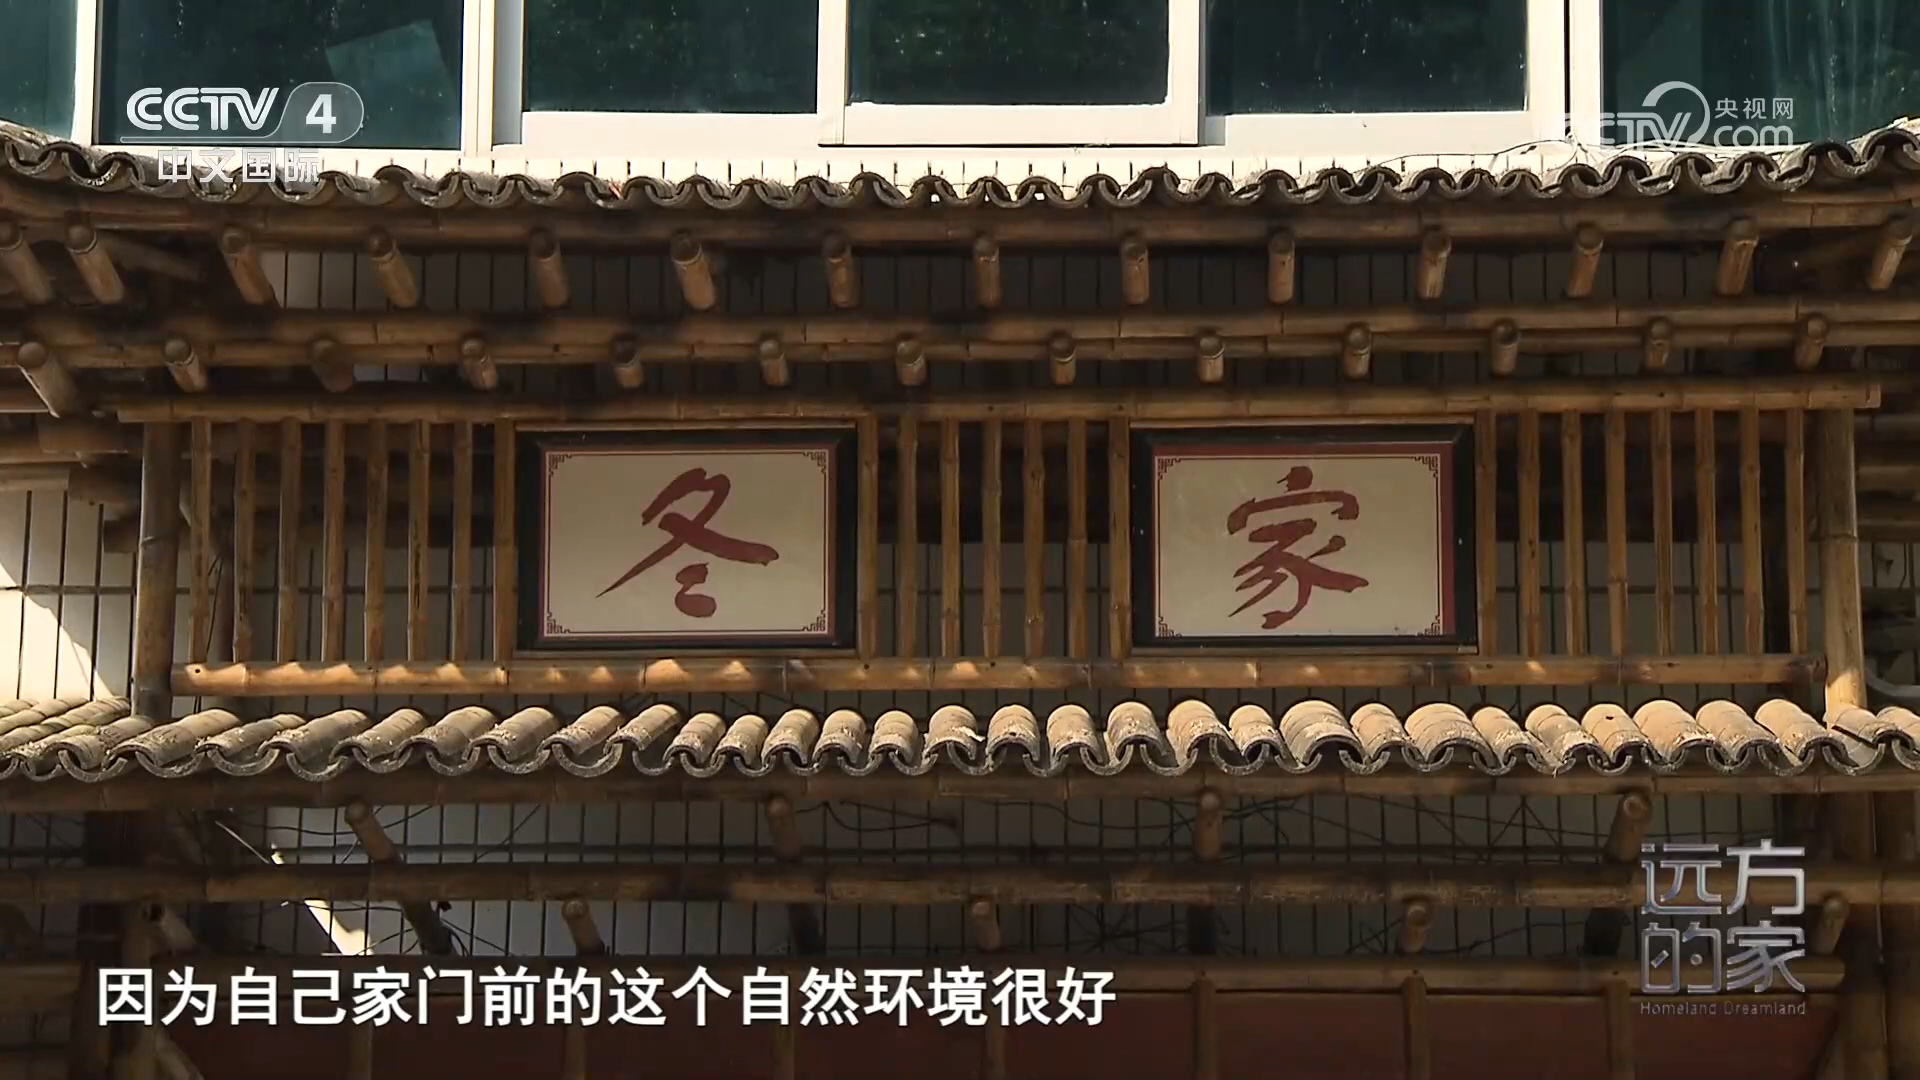 CCTV 4
中文国际
央视网
CCTV.com
冬 家
远方
的家
Homeland Dreamland
因为自己家门前的这个自然环境很好